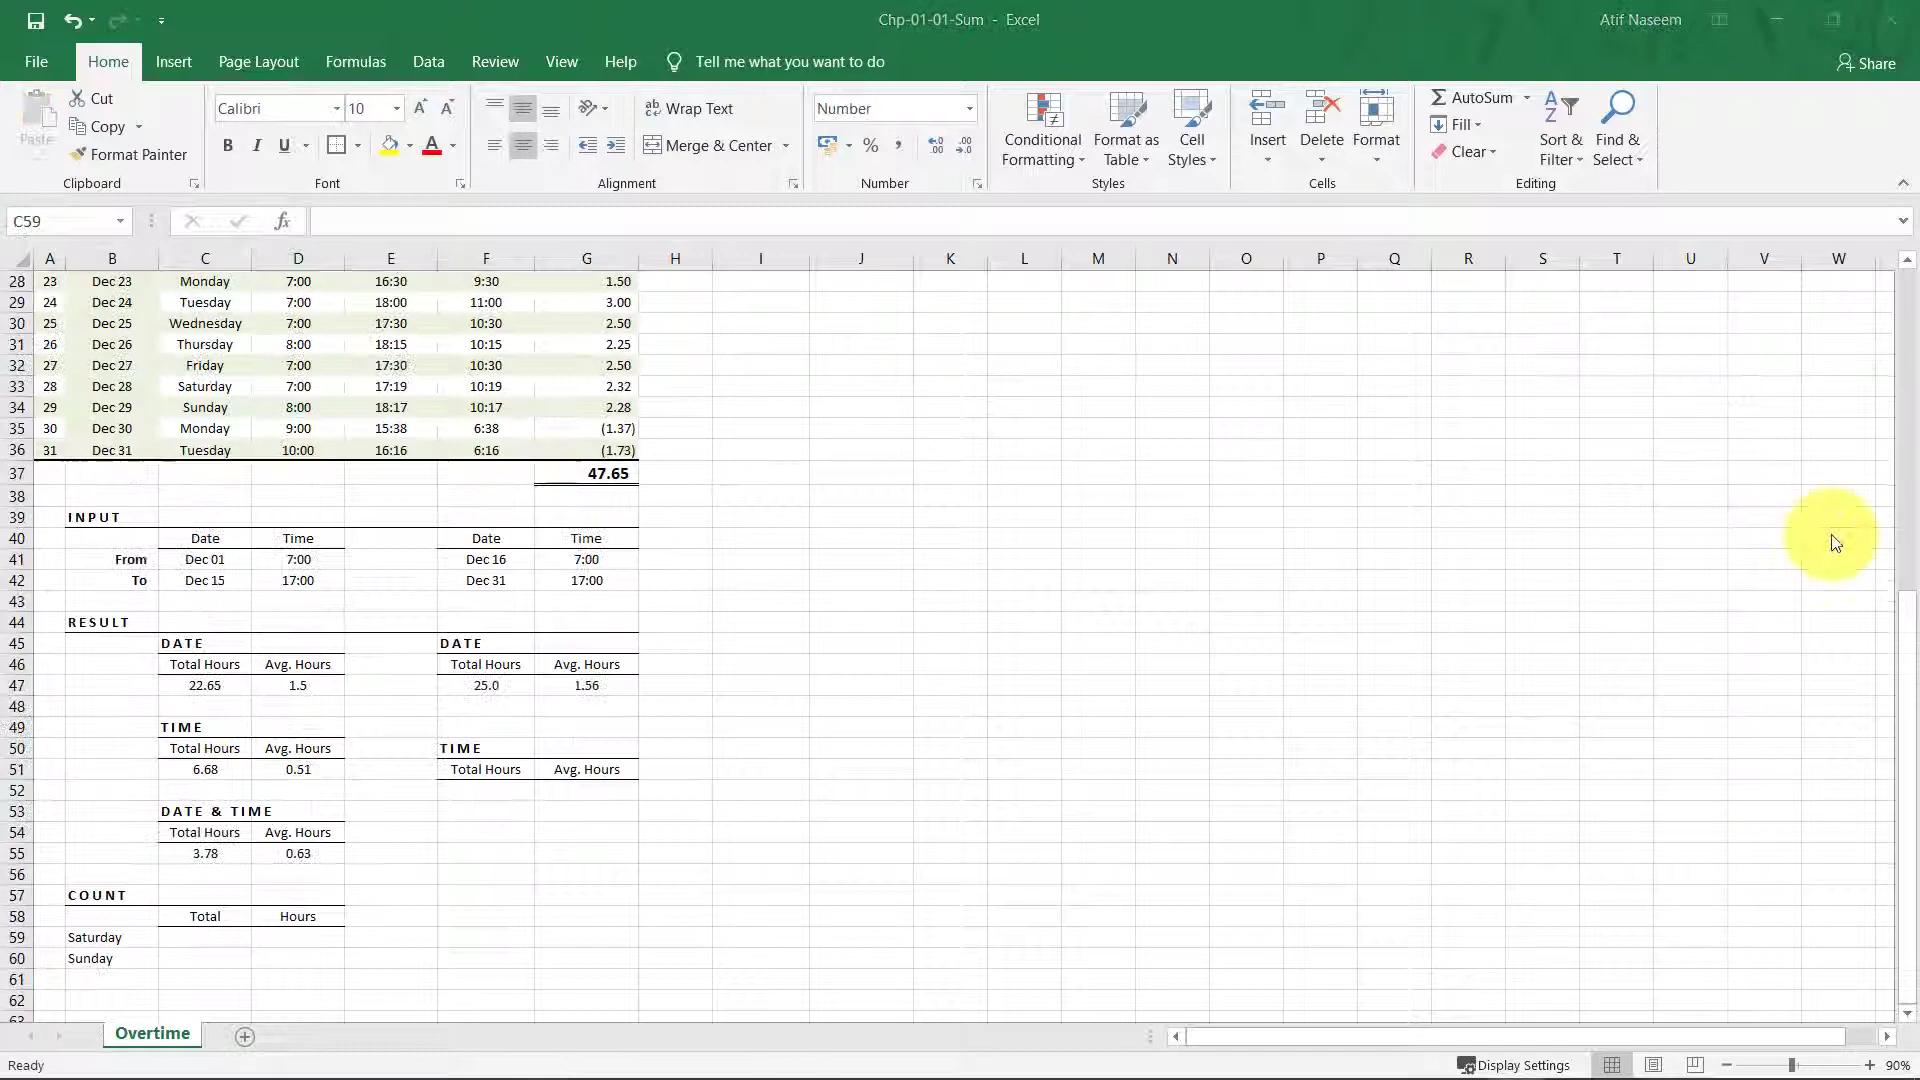 Chp-01-01-Sum - Excel
Atif Naseem
File Home Insert Page Layout Formulas Data Review View Help Tell me what you want to do
Share
Paste
Cut
Copy
Format Painter
Clipboard
Calibri 10
B I U
Font
Wrap Text
Merge & Center
Alignment
Number
%
Number
Conditional Formatting
Format as Table
Cell Styles
Styles
Insert Delete Format
Cells
AutoSum
Fill
Clear
Sort & Filter
Find & Select
Editing
C59 fx
A B C D E F G H I J K L M N O P Q R S T U V W
28 23 Dec 23 Monday 7:00 16:30 9:30 1.50
29 24 Dec 24 Tuesday 7:00 18:00 11:00 3.00
30 25 Dec 25 Wednesday 7:00 17:30 10:30 2.50
31 26 Dec 26 Thursday 8:00 18:15 10:15 2.25
32 27 Dec 27 Friday 7:00 17:30 10:30 2.50
33 28 Dec 28 Saturday 7:00 17:19 10:19 2.32
34 29 Dec 29 Sunday 8:00 18:17 10:17 2.28
35 30 Dec 30 Monday 9:00 15:38 6:38 (1.37)
36 31 Dec 31 Tuesday 10:00 16:16 6:16 (1.73)
37 47.65
38
39 INPUT
40 Date Time Date Time
41 From Dec 01 7:00 Dec 16 7:00
42 To Dec 15 17:00 Dec 31 17:00
43
44 RESULT
45 DATE DATE
46 Total Hours Avg. Hours Total Hours Avg. Hours
47 22.65 1.5 25.0 1.56
48
49 TIME
50 Total Hours Avg. Hours TIME
51 6.68 0.51 Total Hours Avg. Hours
52
53 DATE & TIME
54 Total Hours Avg. Hours
55 3.78 0.63
56
57 COUNT
58 Total Hours
59 Saturday
60 Sunday
61
62
63
Overtime
Ready
Display Settings
90%